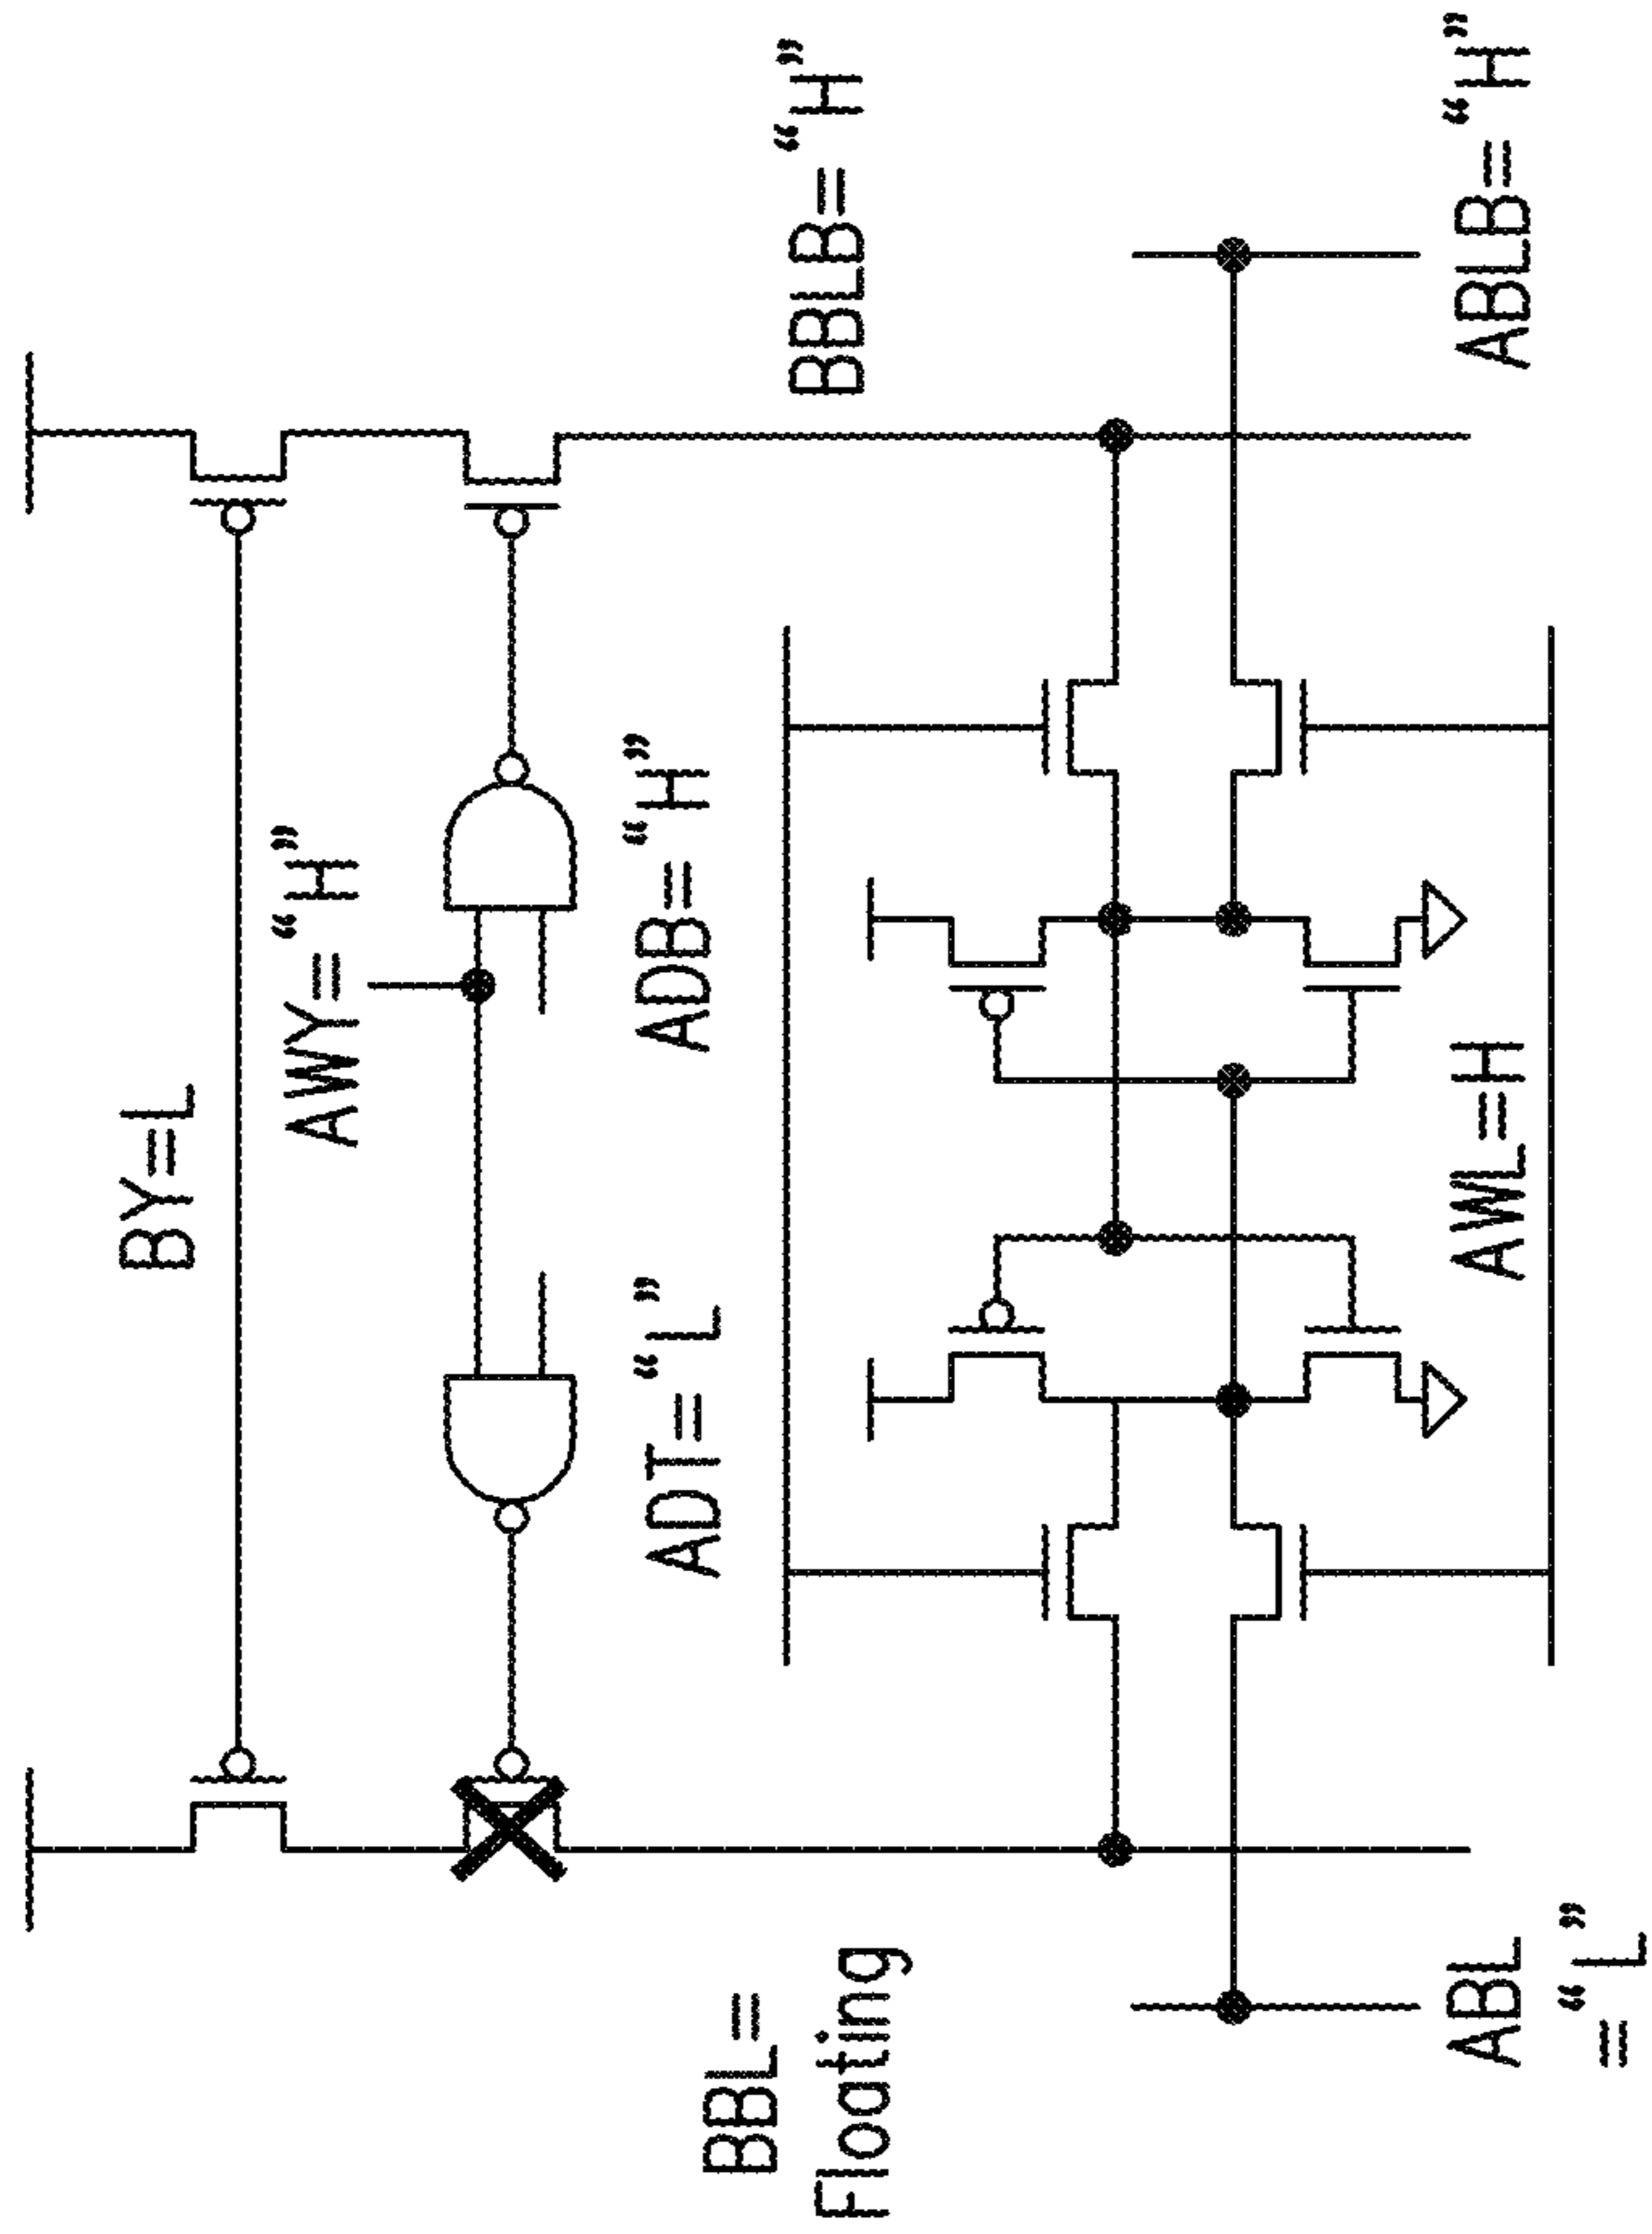 BY=L
AWY="H"
ADT="L"
ADB="H"
BBL=
Floating
BBLB="H"
AWL=H
ABL
="L"
ABLB="H"